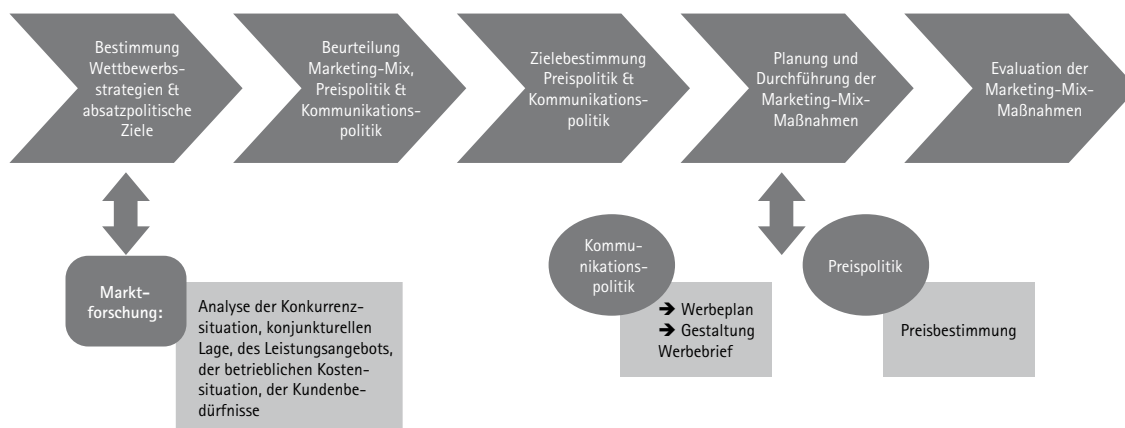 Bestimmung
Wettbewerbs-
strategien &
absatzpolitische
Ziele
Beurteilung
Marketing-Mix,
Preispolitik &
Kommunikations-
politik
Zielebestimmung
Preispolitik &
Kommunikations-
politik
Planung und
Durchführung der
Marketing-Mix-
Maßnahmen
Evaluation der
Marketing-Mix-
Maßnahmen
Markt-
forschung:
Analyse der Konkurrenz-
situation, konjunkturellen
Lage, des Leistungsangebots,
der betrieblichen Kosten-
situation, der Kundenbe-
dürfnisse
Kommu-
nikations-
politik
➔ Werbeplan
➔ Gestaltung
Werbebrief
Preispolitik
Preisbestimmung